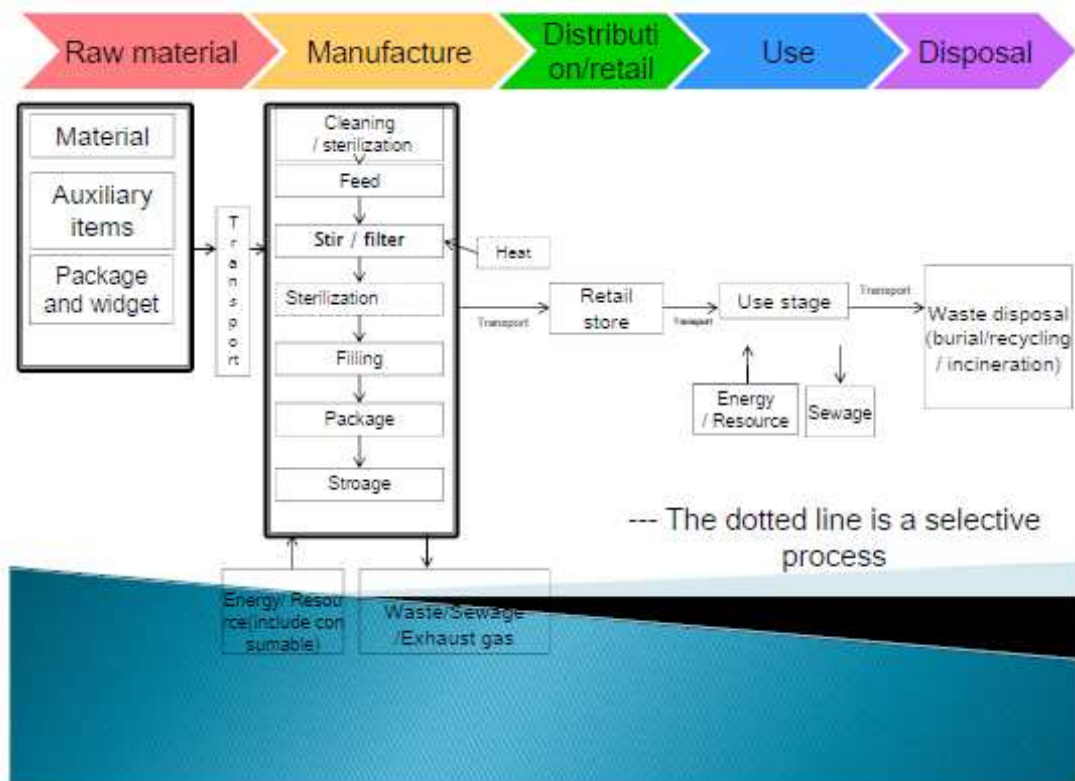 Raw material
Manufacture
Distributi
on/retail
Use
Disposal
Material
Auxiliary
items
Package
and widget
Transport
Cleaning
/ sterilization
Feed
Stir / filter
Heat
Sterilization
Filling
Package
Stroage
Transport
Retail
store
Transport
Use stage
Transport
Energy
/ Resource
Sewage
Waste disposal
(burial/recycling
/ incineration)
--- The dotted line is a selective
process
Energy/ Resou
rce(include con
sumable)
Waste/Sewage
/Exhaust gas